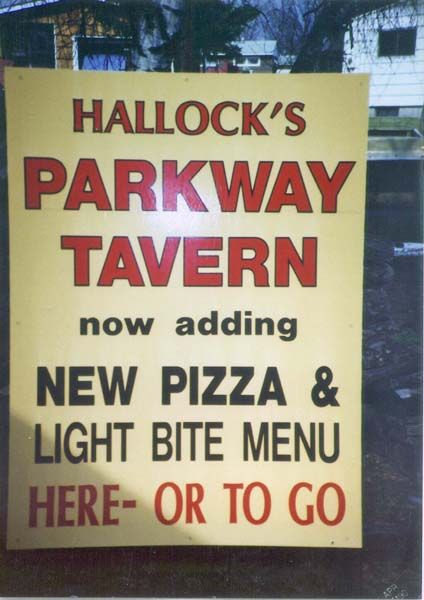 HALLOCK'S
PARKWAY
TAVERN
now adding
NEW PIZZA &
LIGHT BITE MENU
HERE- OR TO GO